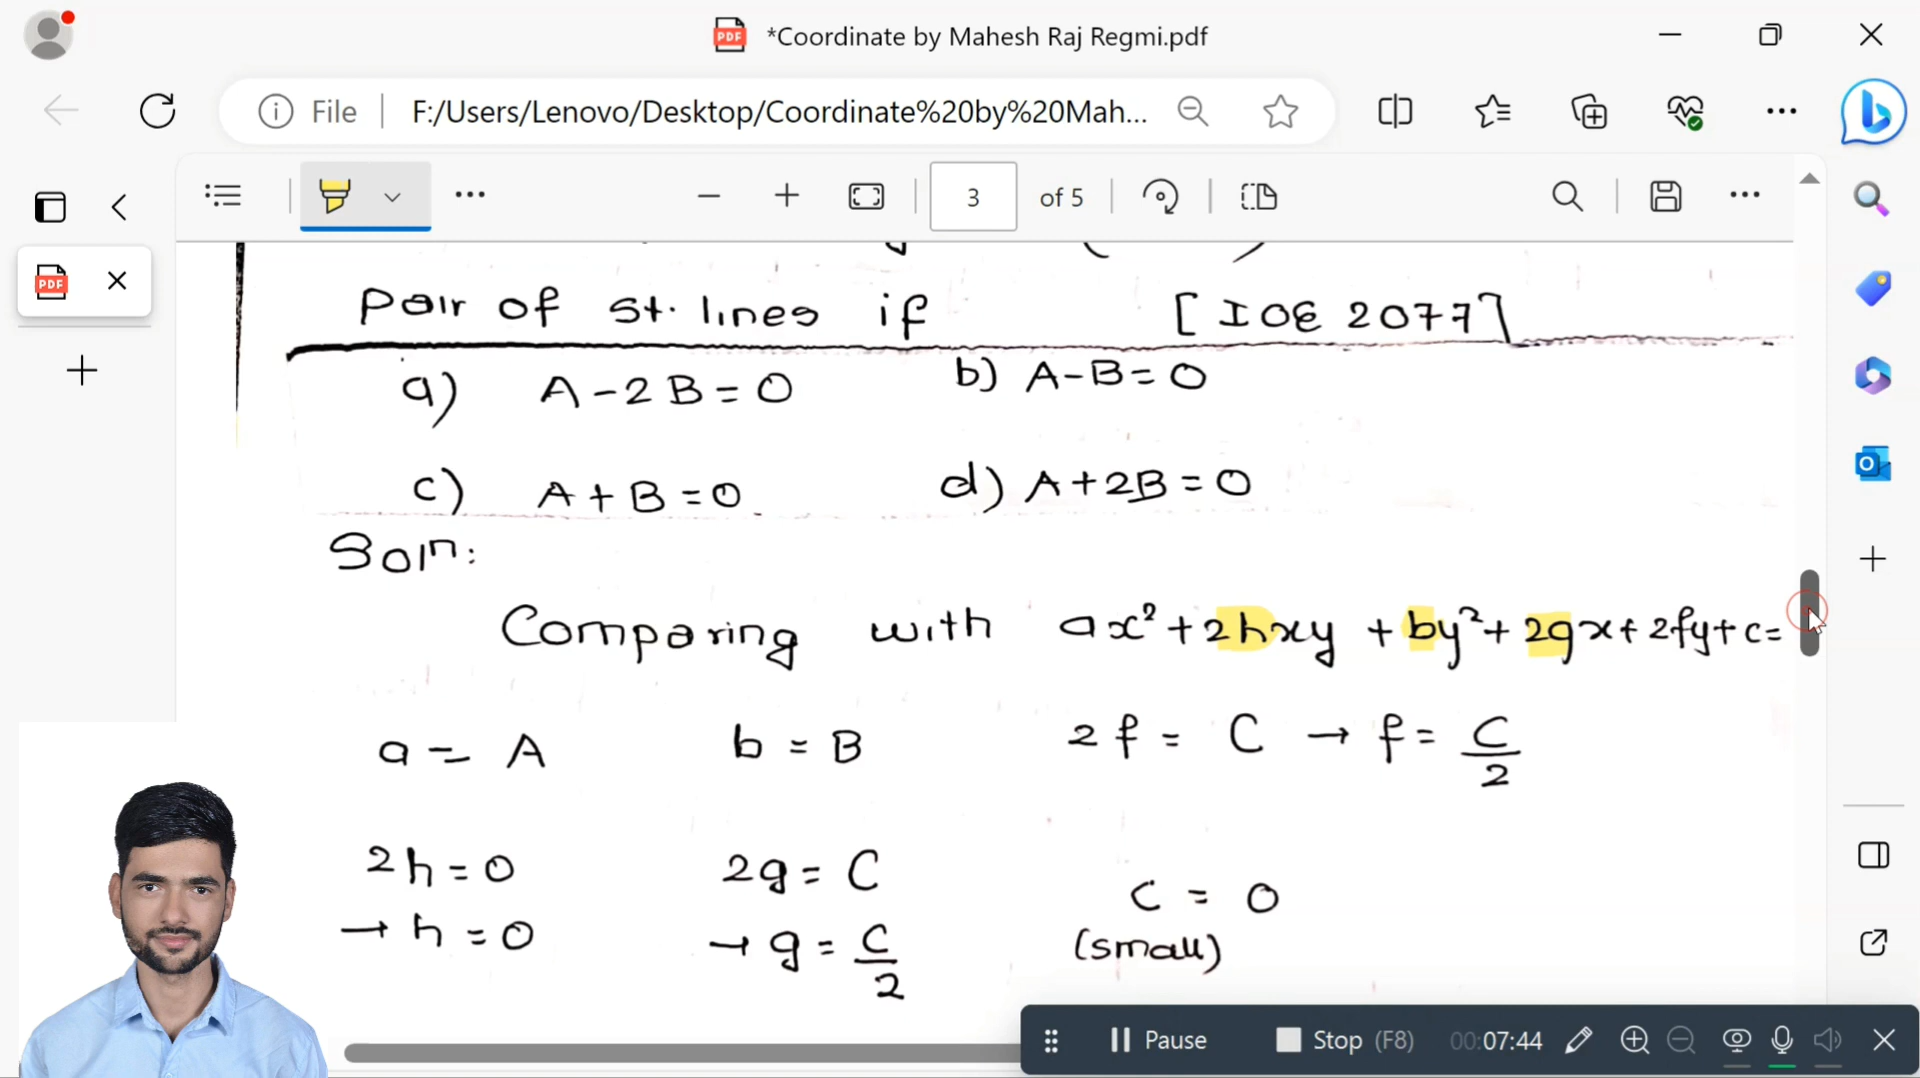 *Coordinate by Mahesh Raj Regmi.pdf
File F:/Users/Lenovo/Desktop/Coordinate%20by%20Mah...
3 of 5
Pair of st. lines if [IOE 2077]
a) A-2B=0 b) A-B=0
c) A+B=0 d) A+2B=0
Solⁿ:
Comparing with ax²+2hxy+by²+2gx+2fy+c=
a=A b=B 2f=C→f=C/2
2h=0 2g=C c=0
→h=0 →g=C/2 (small)
Pause Stop (F8) 00:07:44